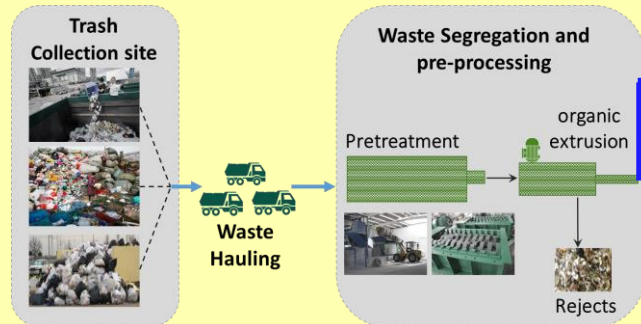 Trash
Collection site
Waste
Hauling
Waste Segregation and
pre-processing
Pretreatment
organic
extrusion
Rejects